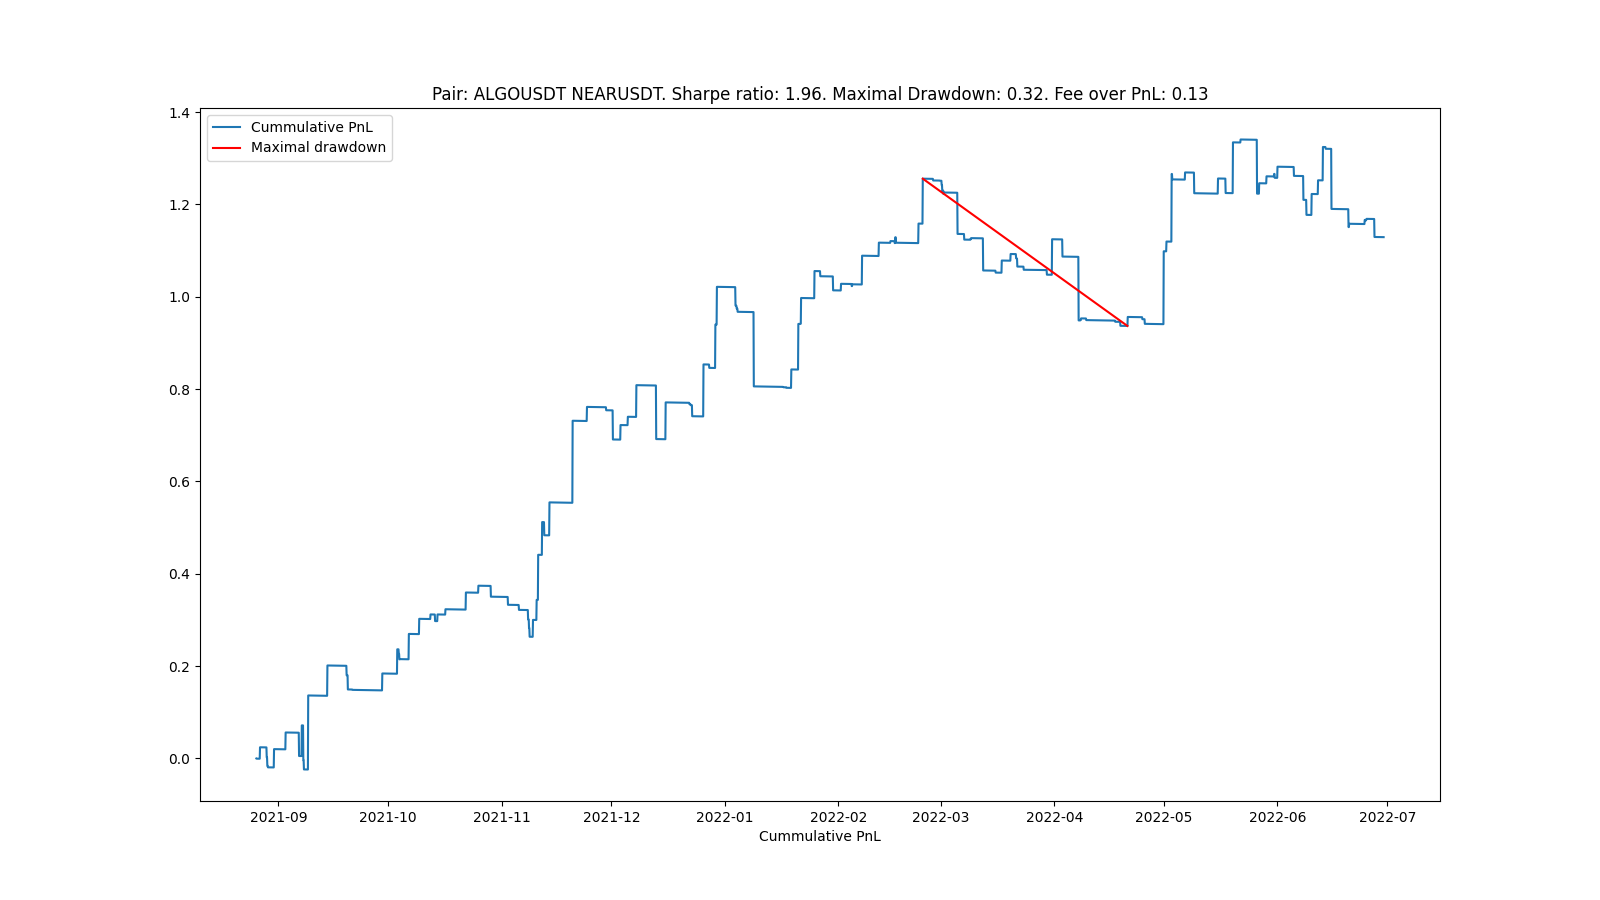 Pair: ALGOUSDT NEARUSDT. Sharpe ratio: 1.96. Maximal Drawdown: 0.32. Fee over PnL: 0.13
Cummulative PnL
Maximal drawdown
1.4
1.2
1.0
0.8
0.6
0.4
0.2
0.0
2021-09 2021-10 2021-11 2021-12 2022-01 2022-02 2022-03 2022-04 2022-05 2022-06 2022-07
Cummulative PnL